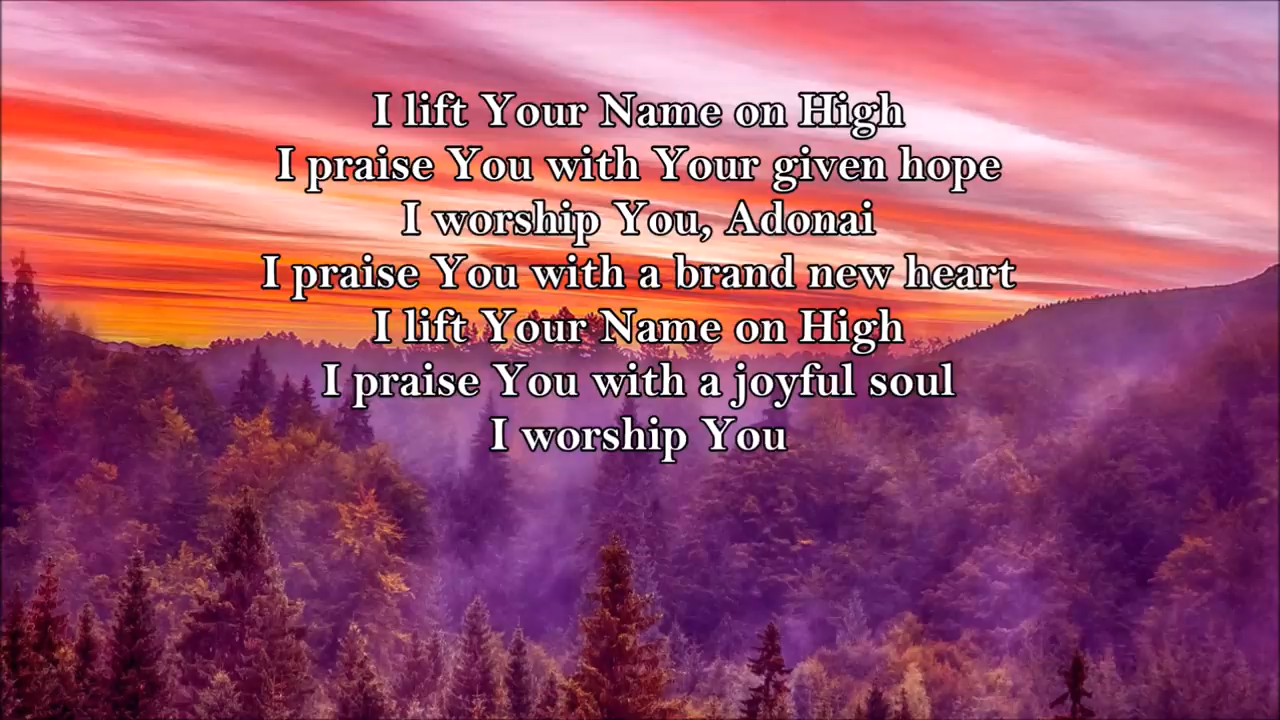 I lift Your Name on High
I praise You with Your given hope
I worship You, Adonai
I praise You with a brand new heart
I lift Your Name on High
I praise You with a joyful soul
I worship You